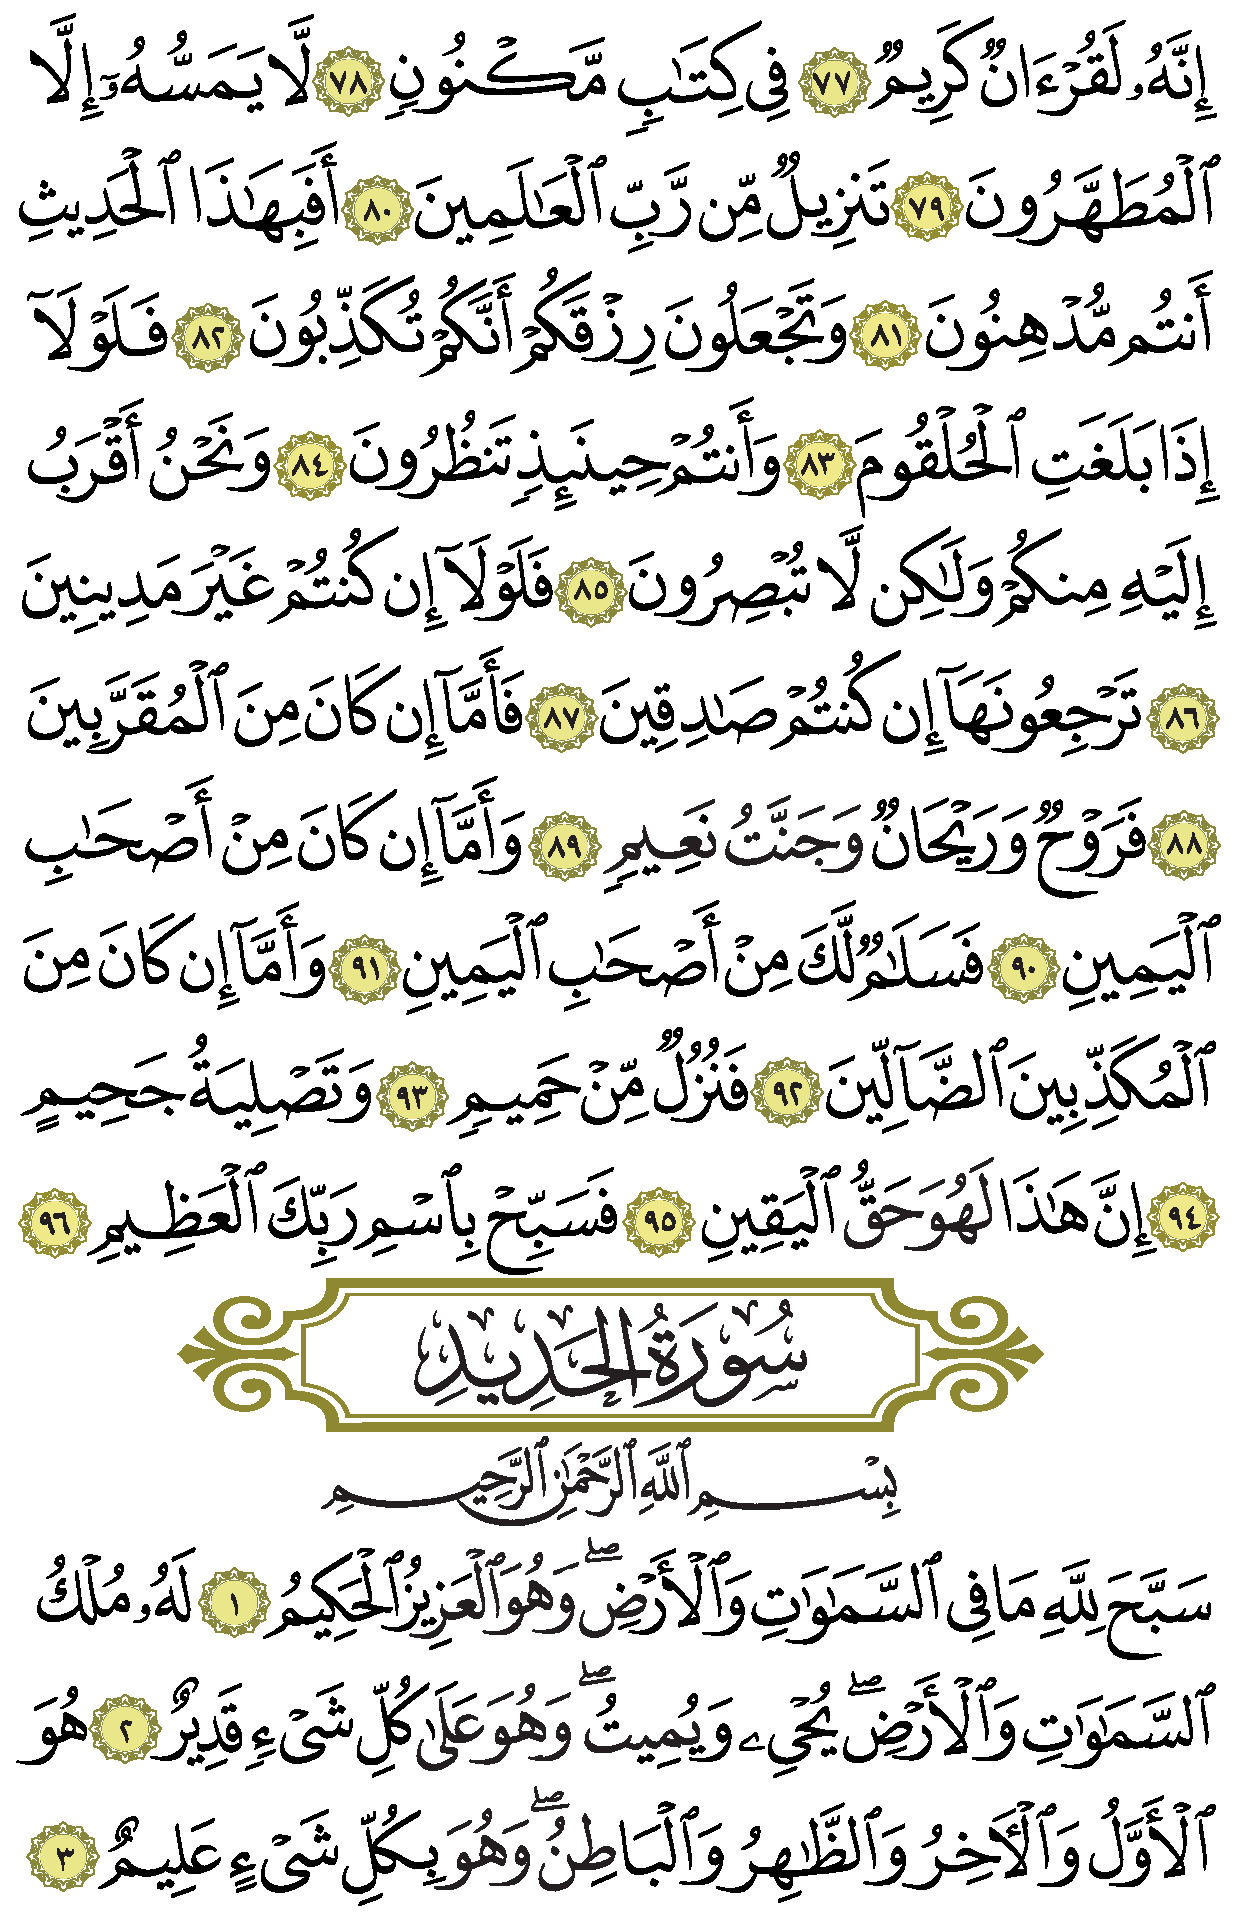 إِنَّهُۥ لَقُرْءَانٌ كَرِيمٌ ٧٧ فِى كِتَٰبٍ مَّكْنُونٍ ٧٨ لَّا يَمَسُّهُۥٓ إِلَّا
ٱلْمُطَهَّرُونَ ٧٩ تَنزِيلٌ مِّن رَّبِّ ٱلْعَٰلَمِينَ ٨٠ أَفَبِهَٰذَا ٱلْحَدِيثِ
أَنتُم مُّدْهِنُونَ ٨١ وَتَجْعَلُونَ رِزْقَكُمْ أَنَّكُمْ تُكَذِّبُونَ ٨٢ فَلَوْلَآ
إِذَا بَلَغَتِ ٱلْحُلْقُومَ ٨٣ وَأَنتُمْ حِينَئِذٍ تَنظُرُونَ ٨٤ وَنَحْنُ أَقْرَبُ
إِلَيْهِ مِنكُمْ وَلَٰكِن لَّا تُبْصِرُونَ ٨٥ فَلَوْلَآ إِن كُنتُمْ غَيْرَ مَدِينِينَ
٨٦ تَرْجِعُونَهَآ إِن كُنتُمْ صَٰدِقِينَ ٨٧ فَأَمَّآ إِن كَانَ مِنَ ٱلْمُقَرَّبِينَ
٨٨ فَرَوْحٌ وَرَيْحَانٌ وَجَنَّتُ نَعِيمٍ ٨٩ وَأَمَّآ إِن كَانَ مِنْ أَصْحَٰبِ
ٱلْيَمِينِ ٩٠ فَسَلَٰمٌ لَّكَ مِنْ أَصْحَٰبِ ٱلْيَمِينِ ٩١ وَأَمَّآ إِن كَانَ مِنَ
ٱلْمُكَذِّبِينَ ٱلضَّآلِّينَ ٩٢ فَنُزُلٌ مِّنْ حَمِيمٍ ٩٣ وَتَصْلِيَةُ جَحِيمٍ
٩٤ إِنَّ هَٰذَا لَهُوَ حَقُّ ٱلْيَقِينِ ٩٥ فَسَبِّحْ بِٱسْمِ رَبِّكَ ٱلْعَظِيمِ ٩٦
سُورَةُ الحَدِيدِ
بِسْمِ ٱللَّهِ ٱلرَّحْمَٰنِ ٱلرَّحِيمِ
سَبَّحَ لِلَّهِ مَا فِى ٱلسَّمَٰوَٰتِ وَٱلْأَرْضِ ۖ وَهُوَ ٱلْعَزِيزُ ٱلْحَكِيمُ ١ لَهُۥ مُلْكُ
ٱلسَّمَٰوَٰتِ وَٱلْأَرْضِ ۖ يُحْىِۦ وَيُمِيتُ ۖ وَهُوَ عَلَىٰ كُلِّ شَىْءٍ قَدِيرٌ ٢ هُوَ
ٱلْأَوَّلُ وَٱلْءَاخِرُ وَٱلظَّٰهِرُ وَٱلْبَاطِنُ ۖ وَهُوَ بِكُلِّ شَىْءٍ عَلِيمٌ ٣